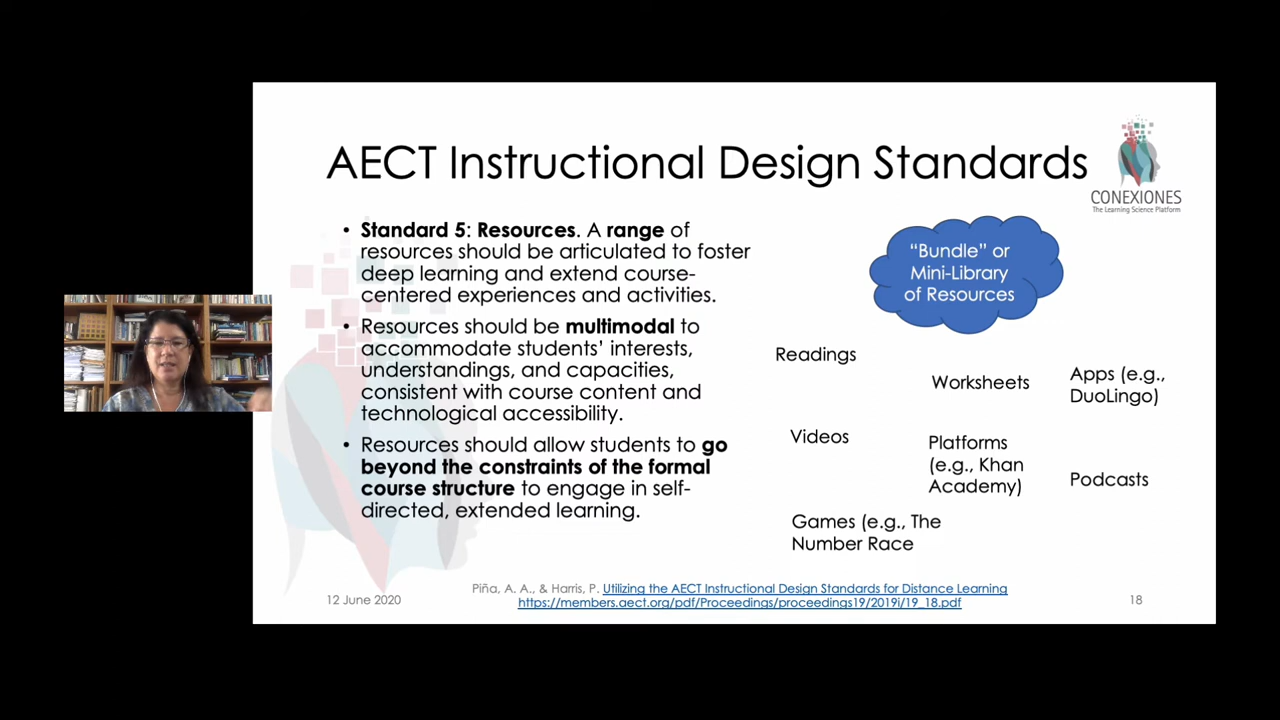 AECT Instructional Design Standards
CONEXIONES
The Learning Science Platform
• Standard 5: Resources. A range of
resources should be articulated to foster
deep learning and extend course-
centered experiences and activities.
• Resources should be multimodal to
accommodate students’ interests,
understandings, and capacities,
consistent with course content and
technological accessibility.
• Resources should allow students to go
beyond the constraints of the formal
course structure to engage in self-
directed, extended learning.
“Bundle” or
Mini-Library
of Resources
Readings
Worksheets
Apps (e.g.,
DuoLingo)
Videos
Platforms
(e.g., Khan
Academy)
Podcasts
Games (e.g., The
Number Race
Piña, A. A., & Harris, P. Utilizing the AECT Instructional Design Standards for Distance Learning
https://members.aect.org/pdf/Proceedings/proceedings19/2019i/19_18.pdf
12 June 2020
18